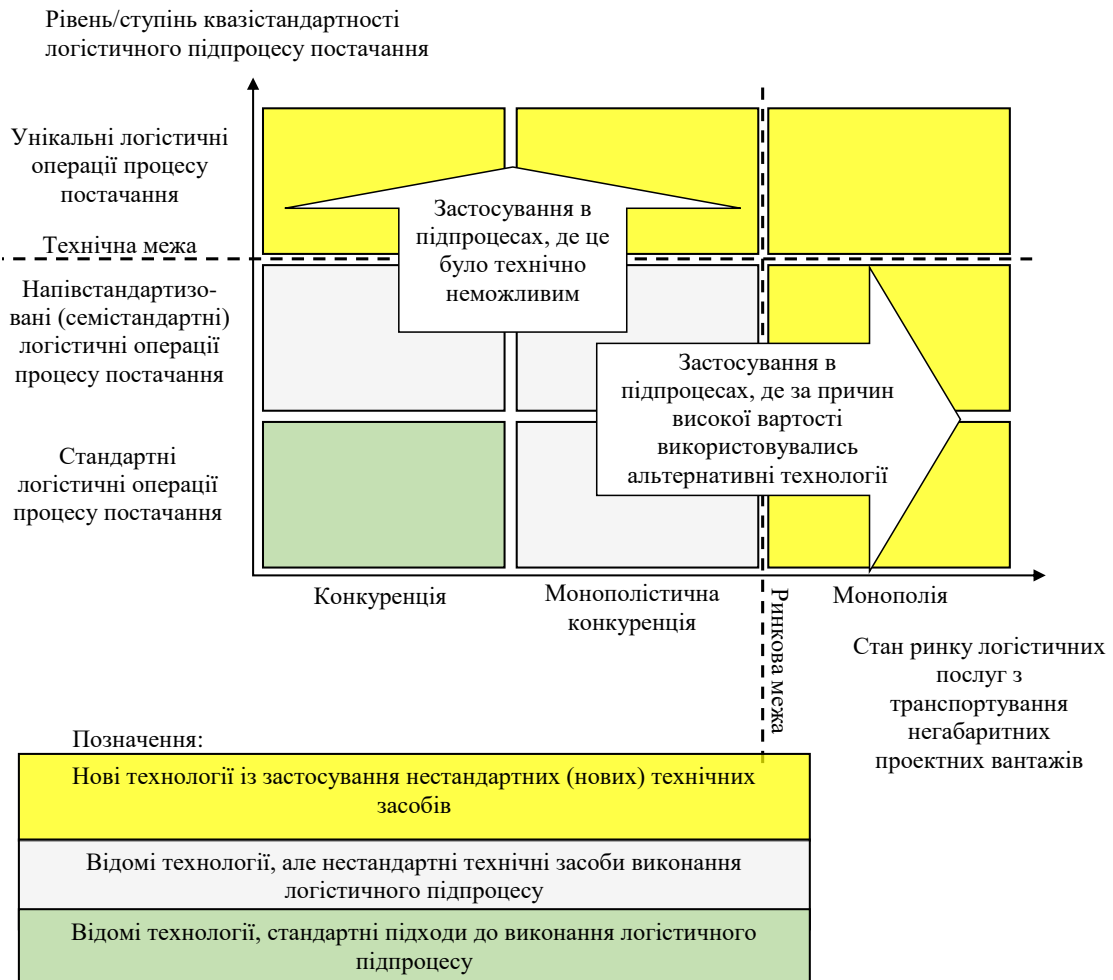 Рівень/ступінь квазістандартності
логістичного підпроцесу постачання
Унікальні логістичні
операції процесу
постачання
Технічна межа
Напівстандартизо-
вані (семістандартні)
логістичні операції
процесу постачання
Стандартні
логістичні операції
процесу постачання
Застосування в
підпроцесах, де це
було технічно
неможливим
Застосування в
підпроцесах, де за причин
високої вартості
використовувались
альтернативні технології
Конкуренція
Монополістична
конкуренція
Ринкова межа
Монополія
Стан ринку логістичних
послуг з
транспортування
негабаритних
проектних вантажів
Позначення:
Нові технології із застосування нестандартних (нових) технічних
засобів
Відомі технології, але нестандартні технічні засоби виконання
логістичного підпроцесу
Відомі технології, стандартні підходи до виконання логістичного
підпроцесу